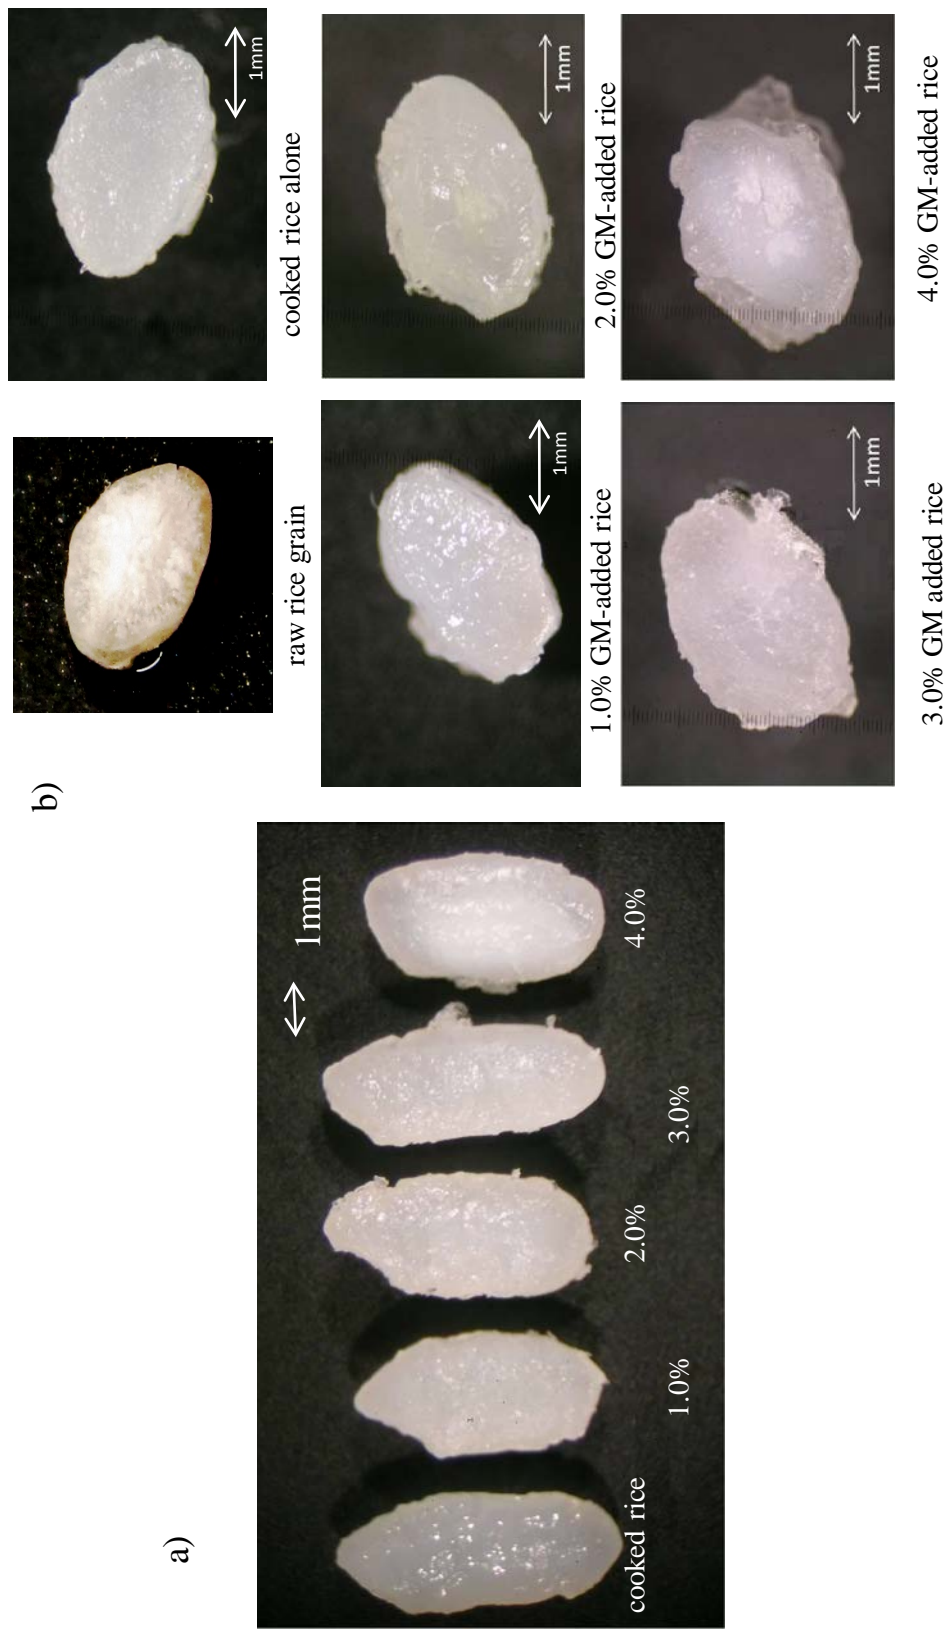 a)
1mm
cooked rice
1.0%
2.0%
3.0%
4.0%
b)
raw rice grain
1mm
cooked rice alone
1mm
1.0% GM-added rice
1mm
2.0% GM-added rice
1mm
3.0% GM added rice
1mm
4.0% GM-added rice